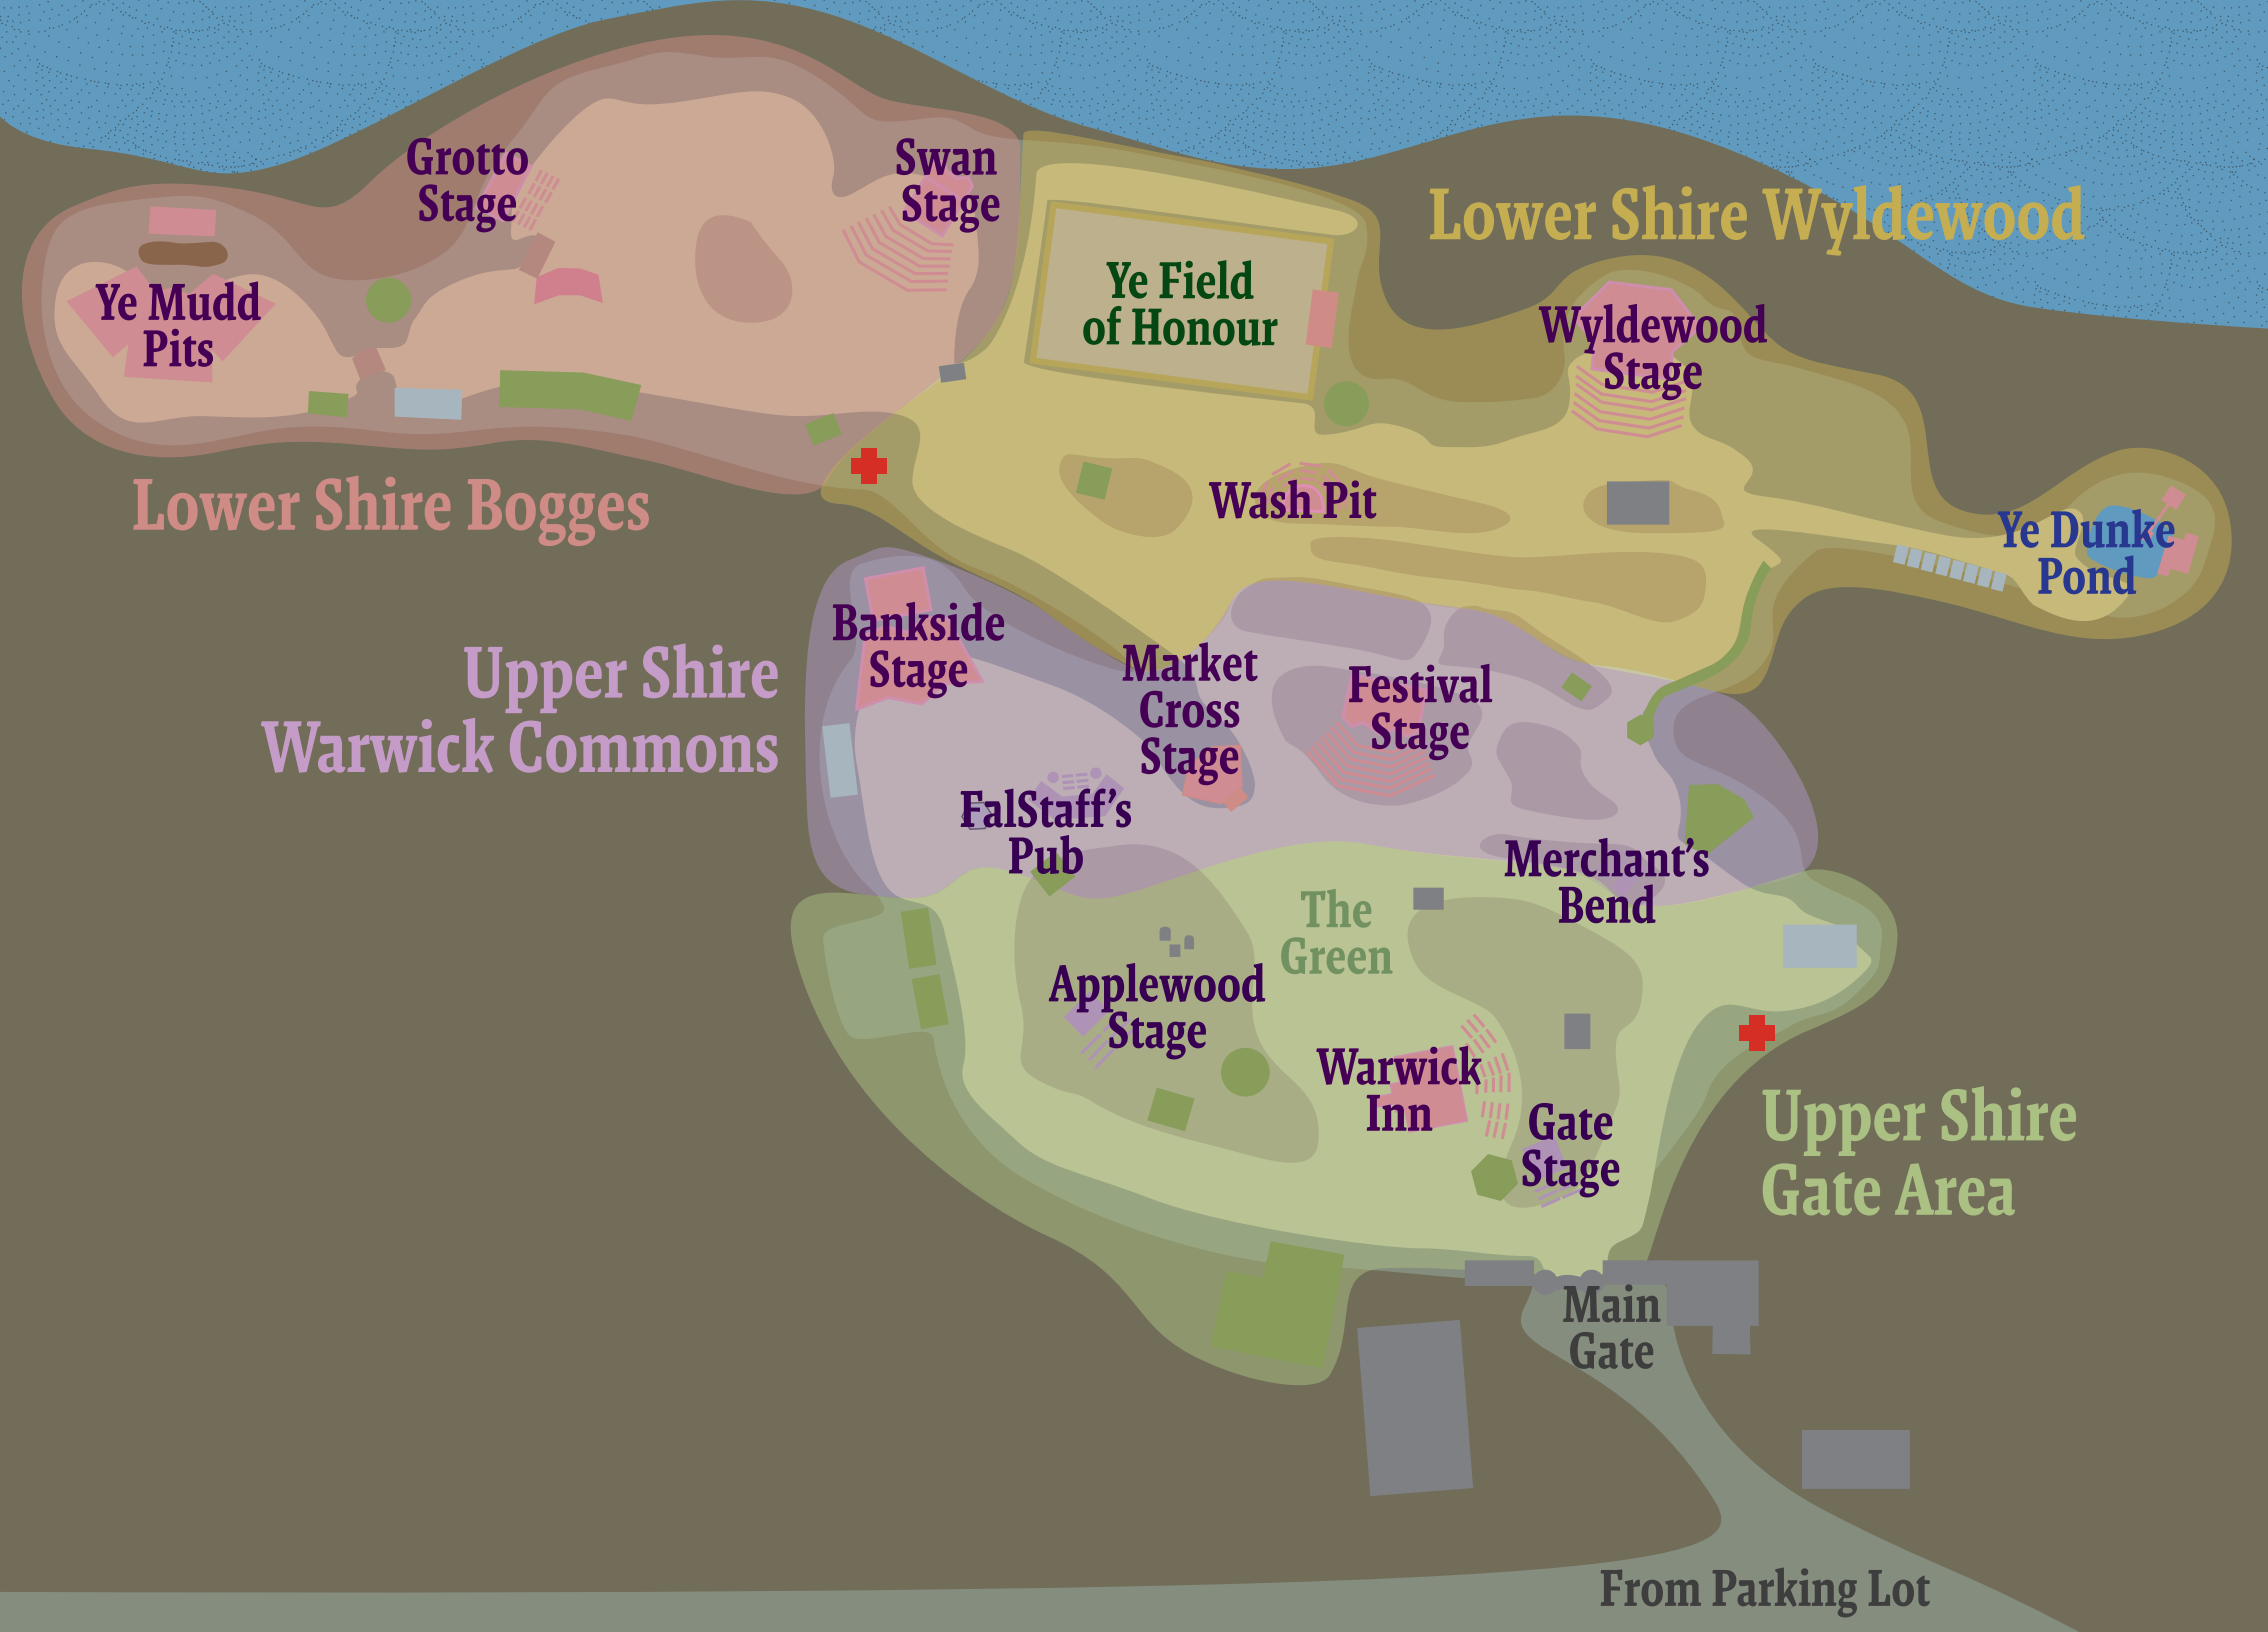 Grotto
Stage
Swan
Stage
Lower Shire Wyldewood
Ye Field
of Honour
Ye Mudd
Pits
Wyldewood
Stage
Lower Shire Bogges
Wash Pit
Ye Dunke
Pond
Bankside
Stage
Upper Shire
Warwick Commons
Market
Cross
Stage
Festival
Stage
FalStaff’s
Pub
Merchant’s
Bend
The
Green
Applewood
Stage
Warwick
Inn
Gate
Stage
Upper Shire
Gate Area
Main
Gate
From Parking Lot